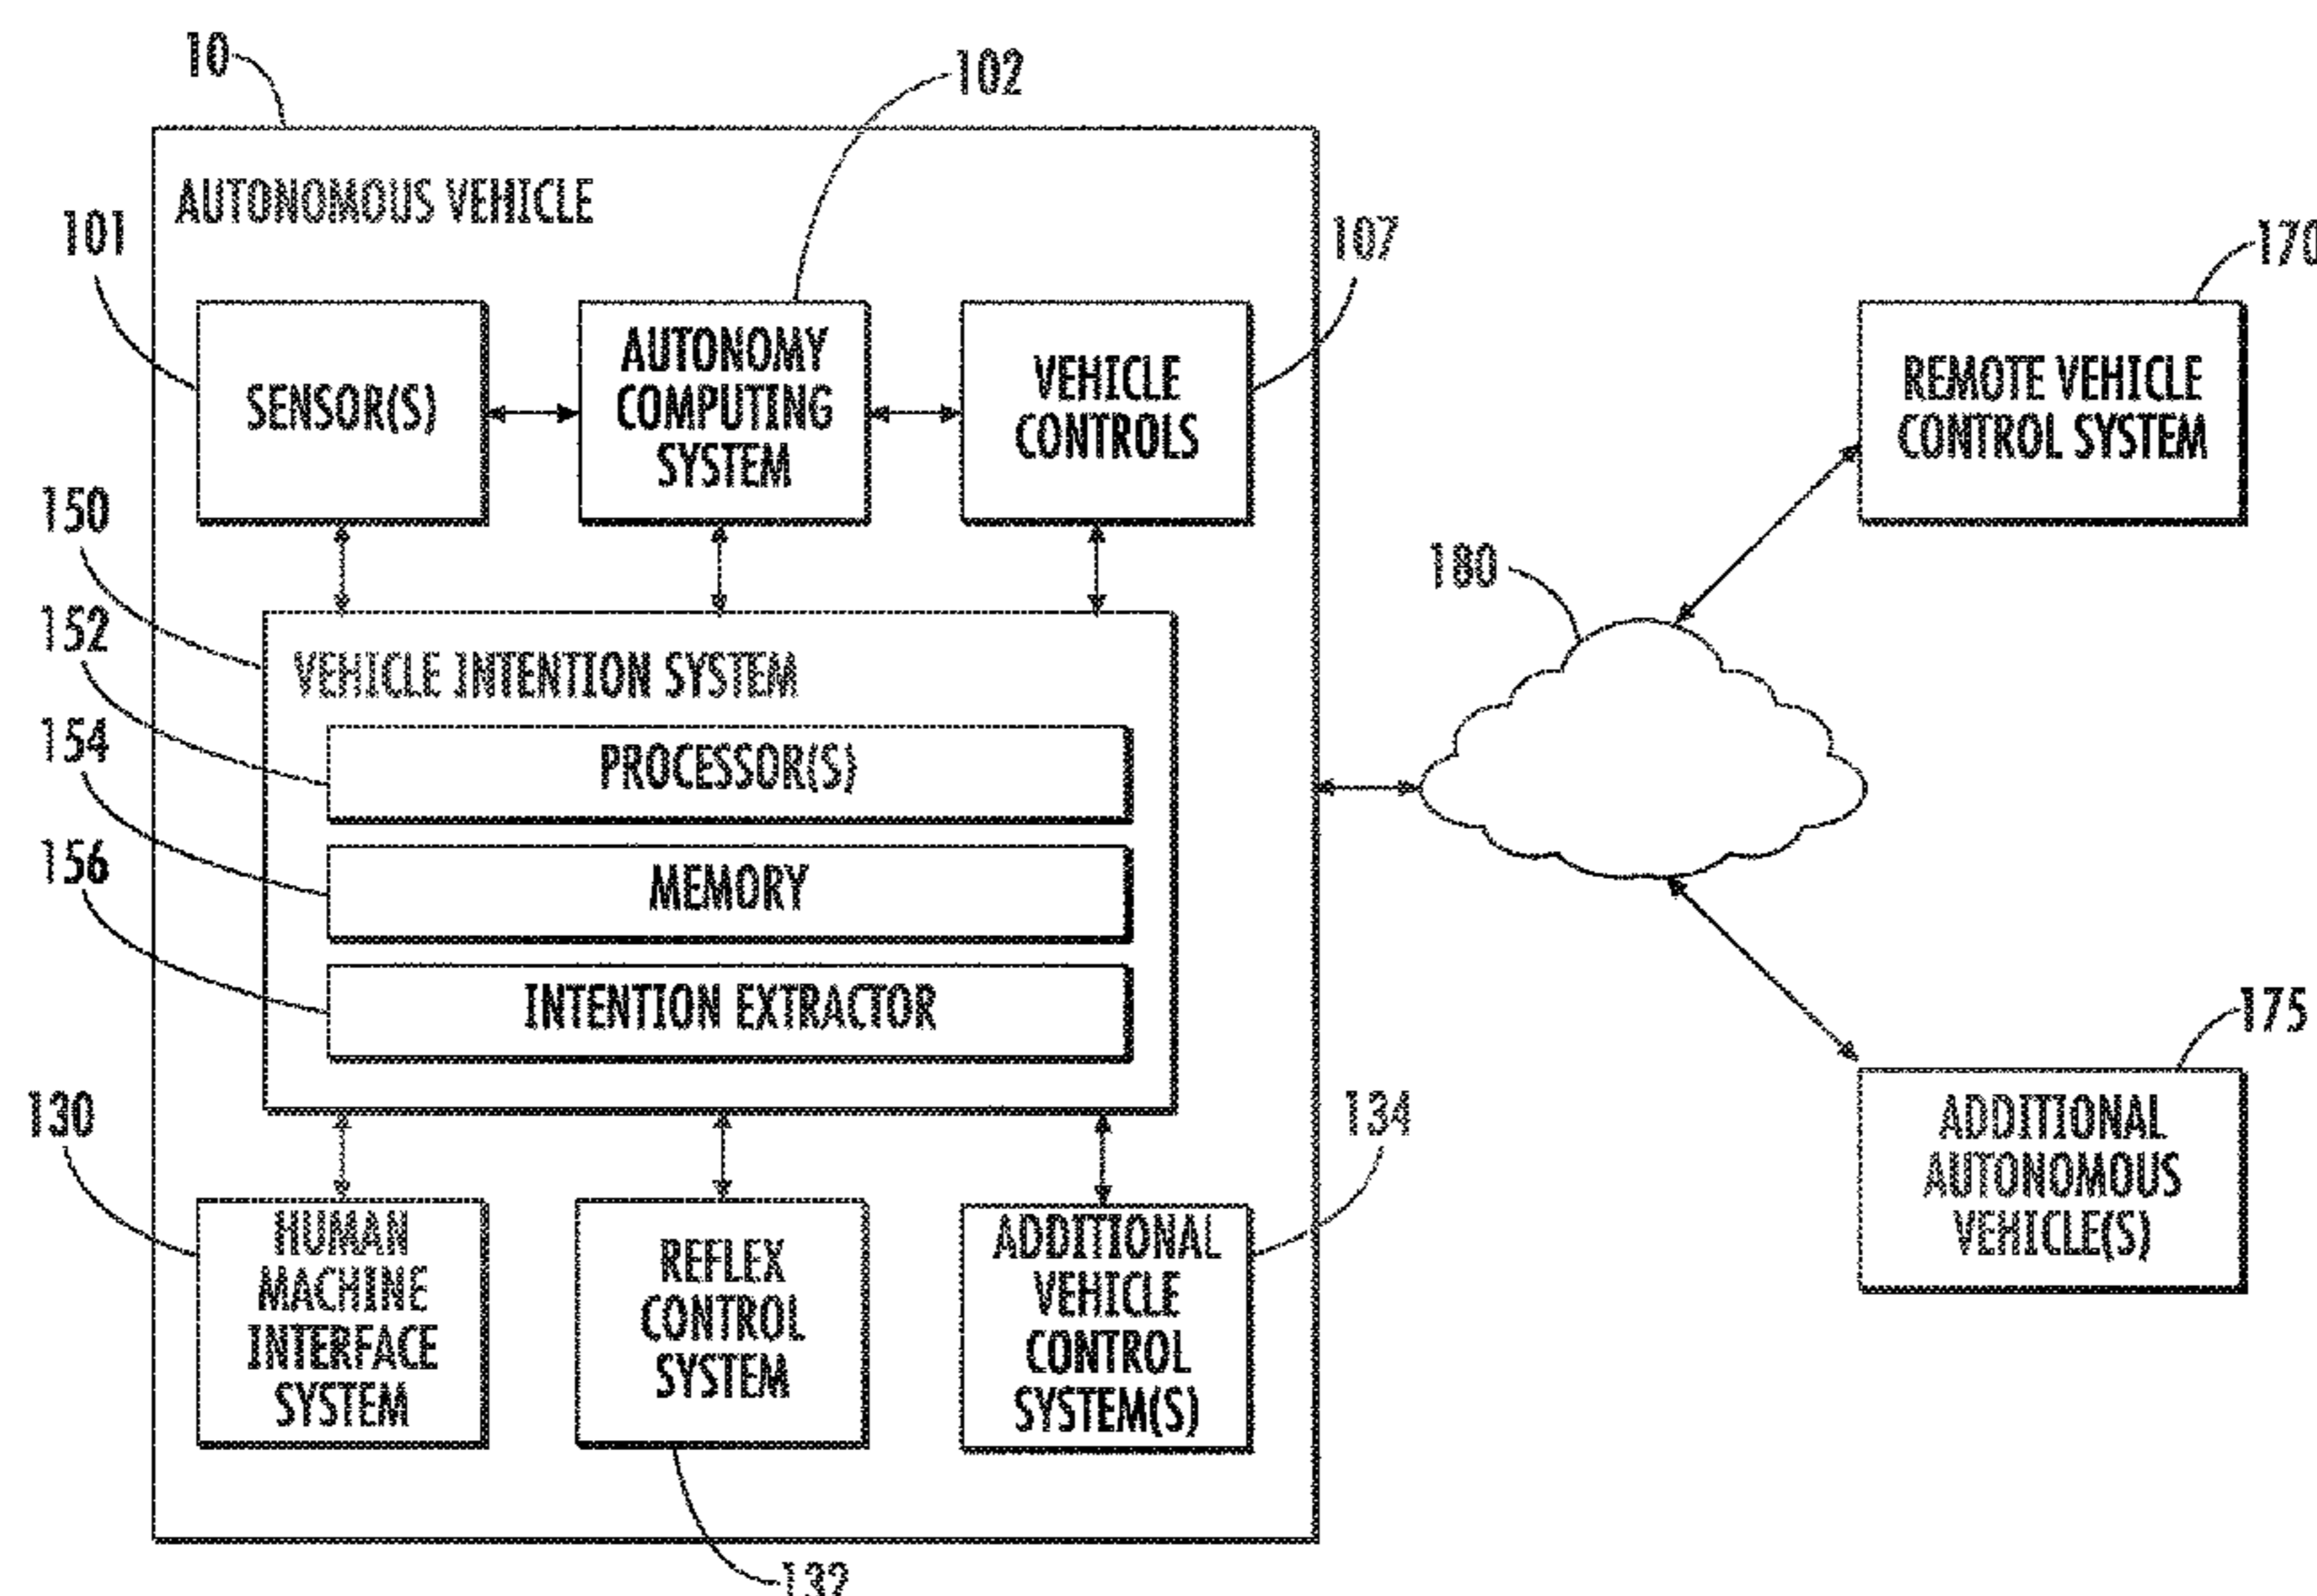 10
102
AUTONOMOUS VEHICLE
101
107
170
SENSOR(S)
AUTONOMY
COMPUTING
SYSTEM
VEHICLE
CONTROLS
REMOTE VEHICLE
CONTROL SYSTEM
150
180
152
VEHICLE INTENTION SYSTEM
154
PROCESSOR(S)
156
MEMORY
INTENTION EXTRACTOR
175
130
134
HUMAN
MACHINE
INTERFACE
SYSTEM
REFLEX
CONTROL
SYSTEM
ADDITIONAL
VEHICLE
CONTROL
SYSTEM(S)
ADDITIONAL
AUTONOMOUS
VEHICLE(S)
132